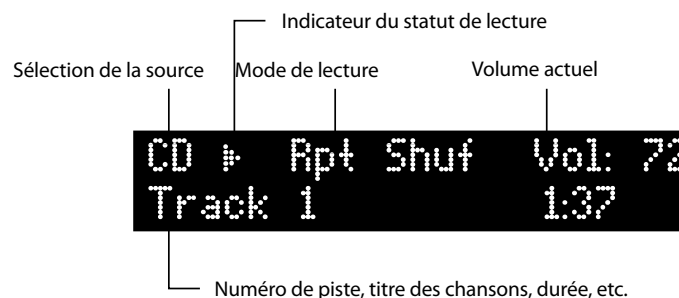 Indicateur du statut de lecture
Sélection de la source
Mode de lecture
Volume actuel
CD Rpt Shuf Vol: 72
Track 1 1:37
Numéro de piste, titre des chansons, durée, etc.